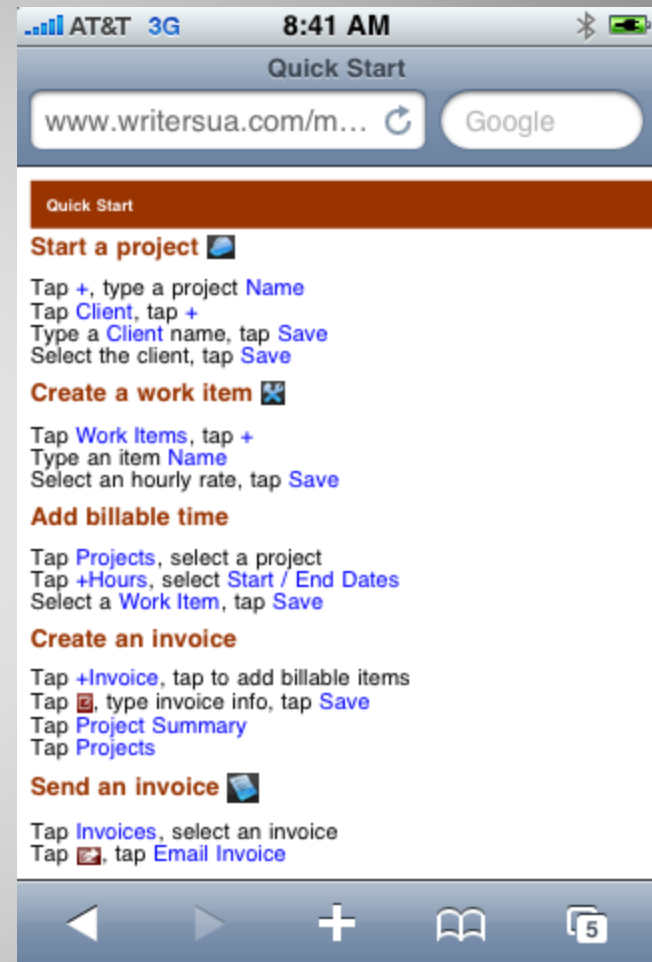 AT&T 3G 8:41 AM
Quick Start
www.writersua.com/m... Google
Quick Start
Start a project
Tap +, type a project Name
Tap Client, tap +
Type a Client name, tap Save
Select the client, tap Save
Create a work item
Tap Work Items, tap +
Type an item Name
Select an hourly rate, tap Save
Add billable time
Tap Projects, select a project
Tap +Hours, select Start / End Dates
Select a Work Item, tap Save
Create an invoice
Tap +Invoice, tap to add billable items
Tap , type invoice info, tap Save
Tap Project Summary
Tap Projects
Send an invoice
Tap Invoices, select an invoice
Tap , tap Email Invoice
5